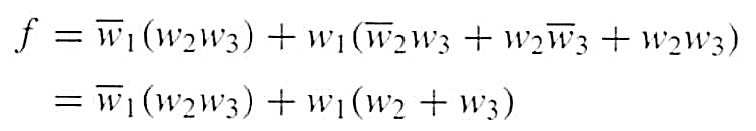 f = w̅₁(w₂w₃) + w₁(w̅₂w₃ + w₂w̅₃ + w₂w₃)
= w̅₁(w₂w₃) + w₁(w₂ + w₃)